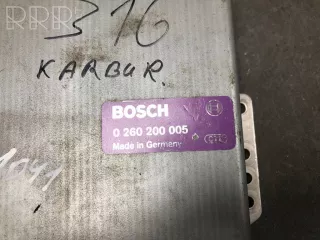 RRR
316
KARBUR.
BOSCH
0 260 200 005
Made in Germany
1041